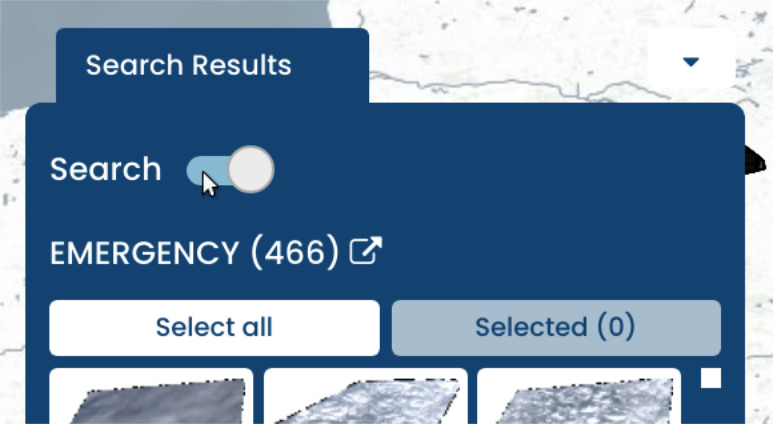 Search Results
Search
EMERGENCY (466)
Select all
Selected (0)